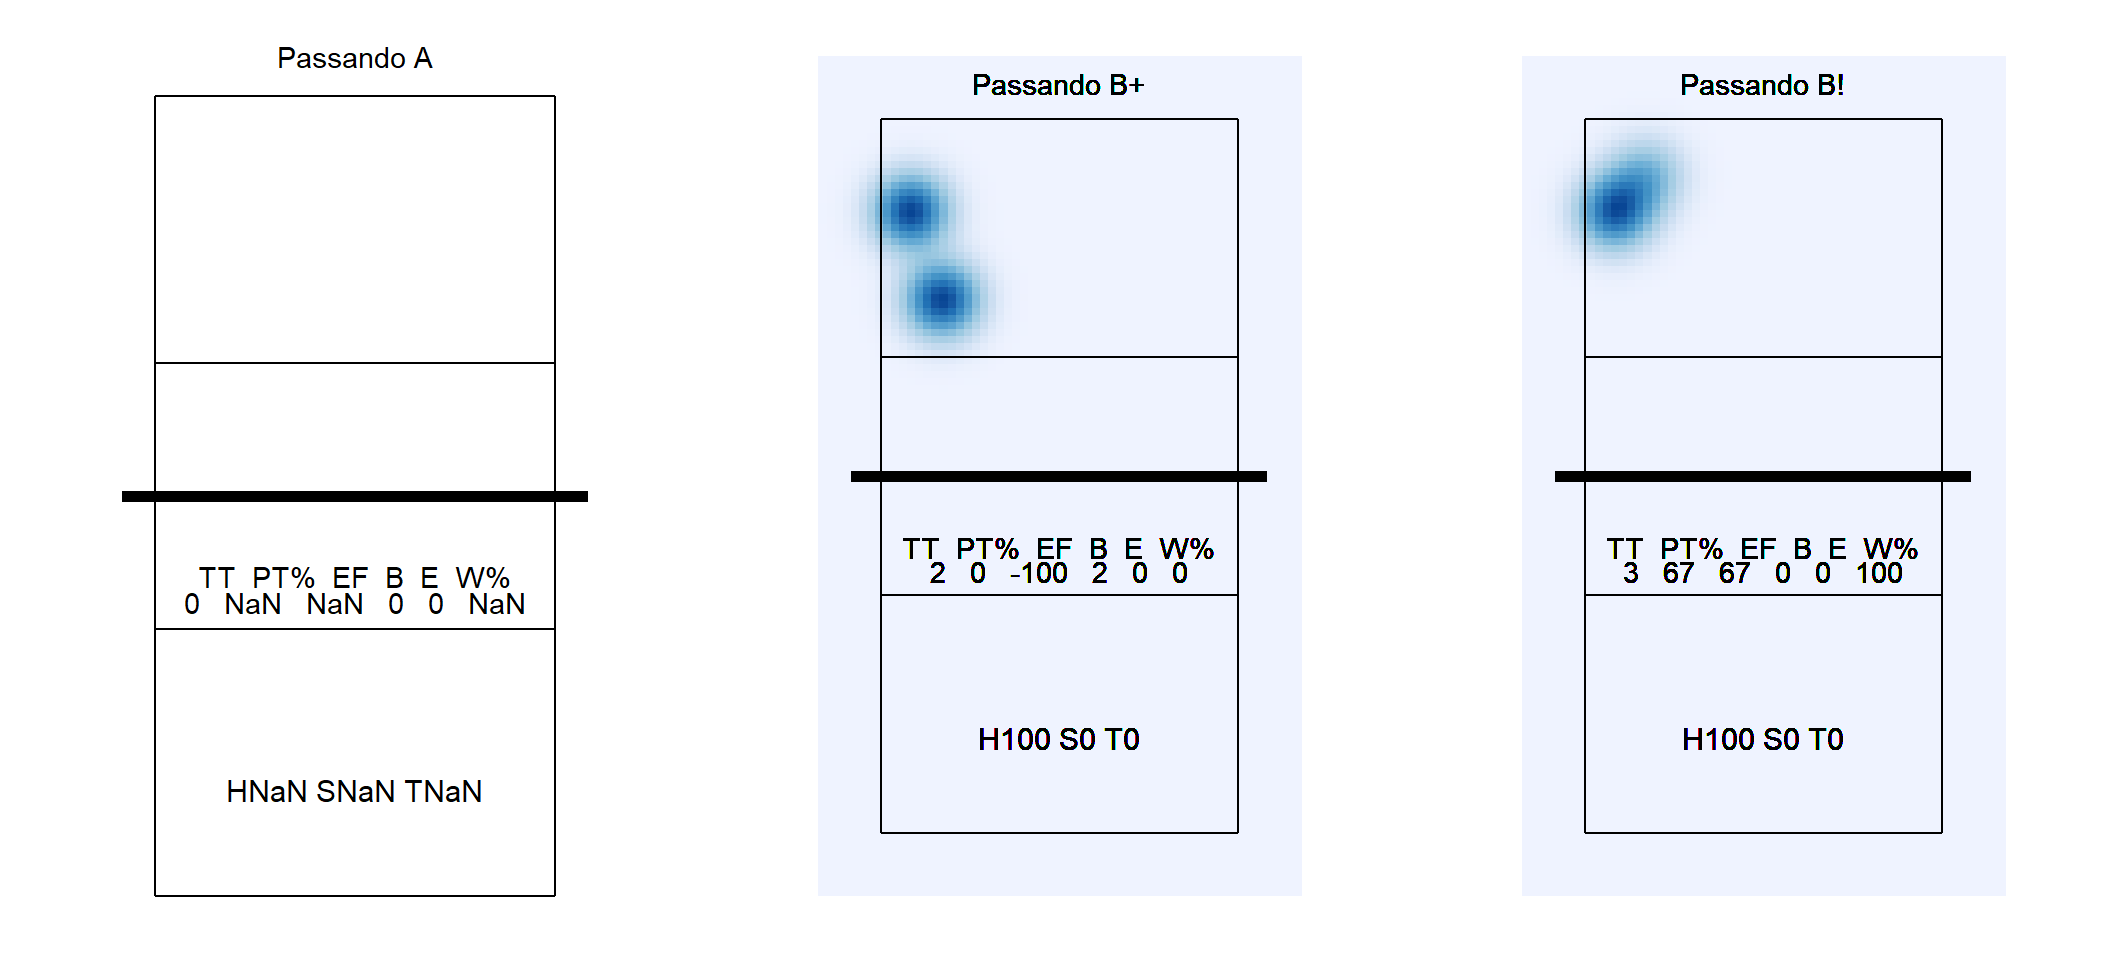 Passando A
TT PT% EF B E W%
0 NaN NaN 0 0 NaN
HNaN SNaN TNaN
Passando B+
TT PT% EF B E W%
2 0 -100 2 0 0
H100 S0 T0
Passando B!
TT PT% EF B E W%
3 67 67 0 0 100
H100 S0 T0